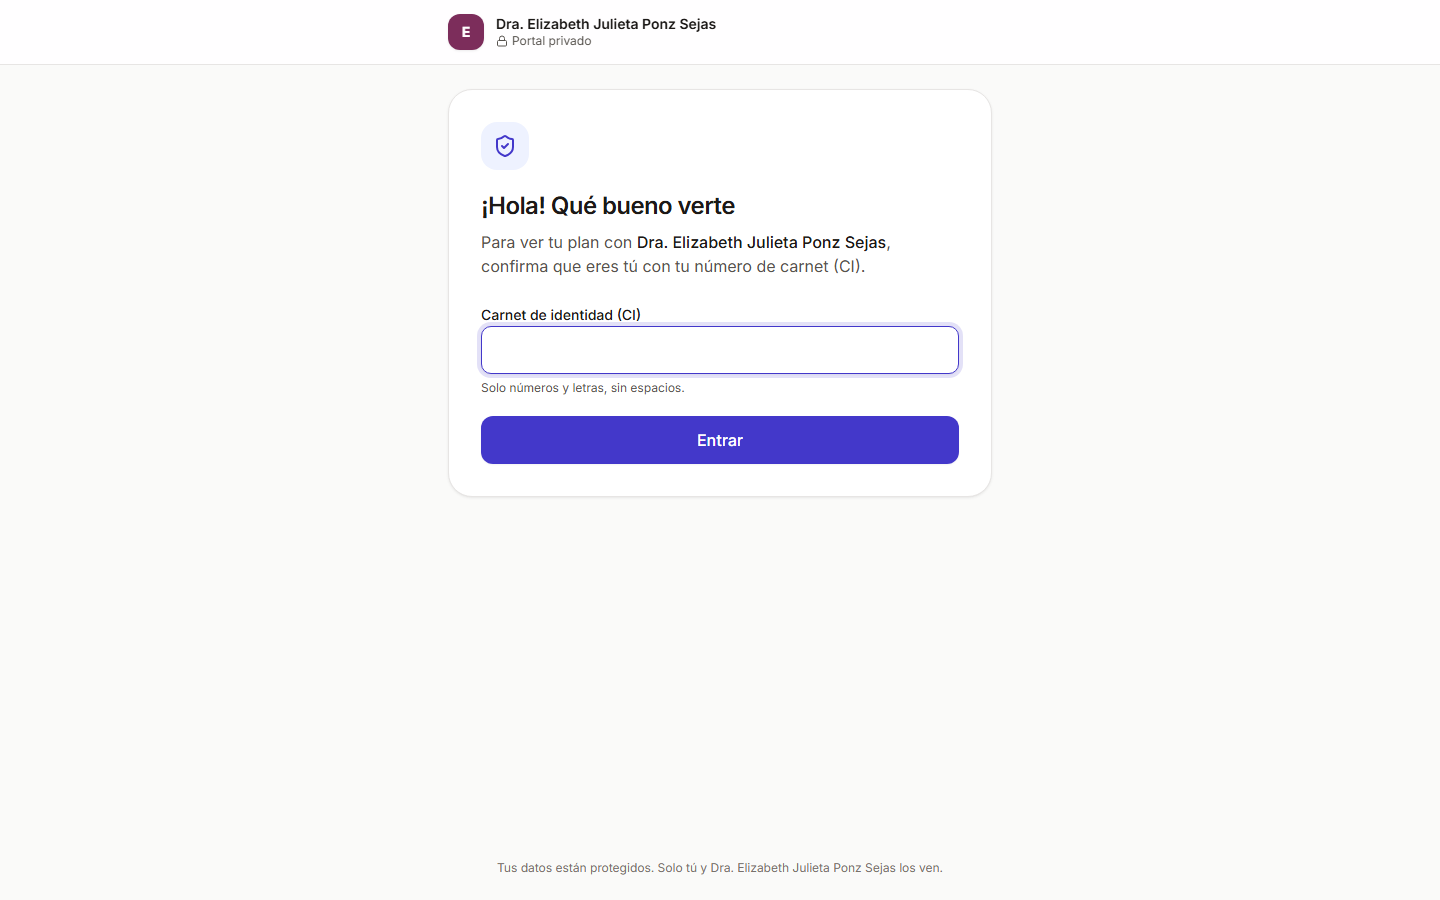 E
Dra. Elizabeth Julieta Ponz Sejas
Portal privado
¡Hola! Qué bueno verte
Para ver tu plan con Dra. Elizabeth Julieta Ponz Sejas,
confirma que eres tú con tu número de carnet (CI).
Carnet de identidad (CI)
Solo números y letras, sin espacios.
Entrar
Tus datos están protegidos. Solo tú y Dra. Elizabeth Julieta Ponz Sejas los ven.